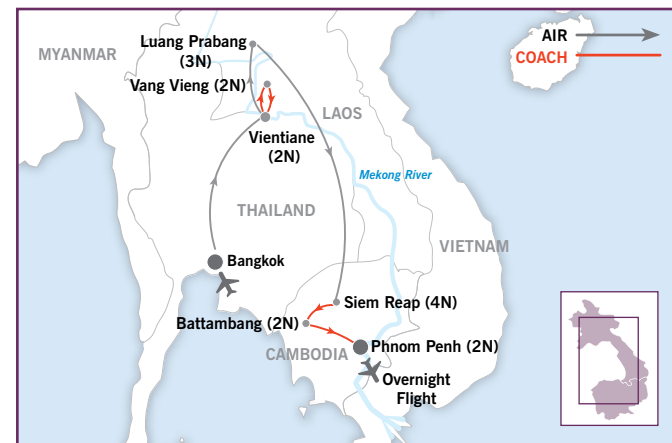 AIR
COACH
MYANMAR
Luang Prabang
(3N)
Vang Vieng (2N)
LAOS
Vientiane
(2N)
Mekong River
THAILAND
VIETNAM
Bangkok
Siem Reap (4N)
Battambang (2N)
Phnom Penh (2N)
CAMBODIA
Overnight
Flight